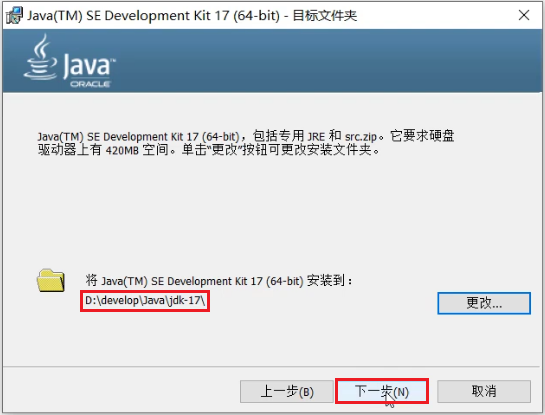 Java(TM) SE Development Kit 17 (64-bit) - 目标文件夹
Java™
ORACLE
Java(TM) SE Development Kit 17 (64-bit)，包括专用 JRE 和 src.zip。它要求硬盘
驱动器上有 420MB 空间。单击“更改”按钮可更改安装文件夹。
将 Java(TM) SE Development Kit 17 (64-bit) 安装到：
D:\develop\Java\jdk-17\
更改...
上一步(B)
下一步(N)
取消